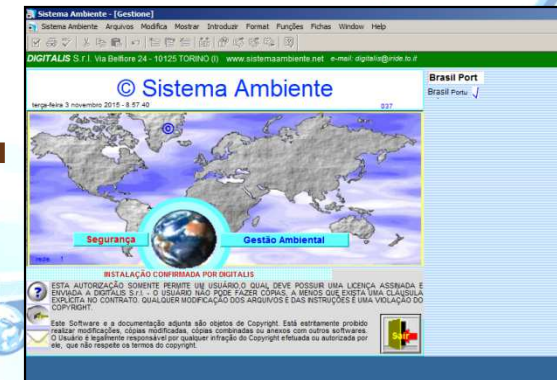 Sistema Ambiente - [Gestione]
Sistema Ambiente Arquivos Modifica Mostrar Introduzir Format Funções Fichas Window Help
DIGITALIS S.r.l. Via Belfiore 24 - 10125 TORINO (I) www.sistemaambiente.net e-mail: digitalis@iride.to.it
Brasil Port
© Sistema Ambiente
Brasil Portu
terça-feira 3 novembro 2015 - 8.57.40
037
Segurança
Gestão Ambiental
rede 1
INSTALAÇÃO CONFIRMADA POR DIGITALIS
ESTA AUTORIZAÇÃO SOMENTE PERMITE UM USUÁRIO,O QUAL, DEVE POSSUIR UMA LICENÇA ASSINADA E
ENVIADA A DIGITALIS S.r.l. - O USUÁRIO NÃO PODE FAZER CÓPIAS, A MENOS QUE EXISTA UMA CLÁUSULA
EXPLÍCITA NO CONTRATO. QUALQUER MODIFICAÇÃO DOS ARQUIVOS E DAS INSTRUÇÕES É UMA VIOLAÇÃO DO
COPYRIGHT.
Este Software e a documentação adjunta são objetos de Copyright. Está estritamente proibido
realizar modificações, cópias modificadas, cópias combinadas ou anexos com outros softwares.
O Usuário é legalmente responsável por qualquer infração do Copyright efetuada ou autorizada por
ele, que não respeite os termos do copyright.
Sair